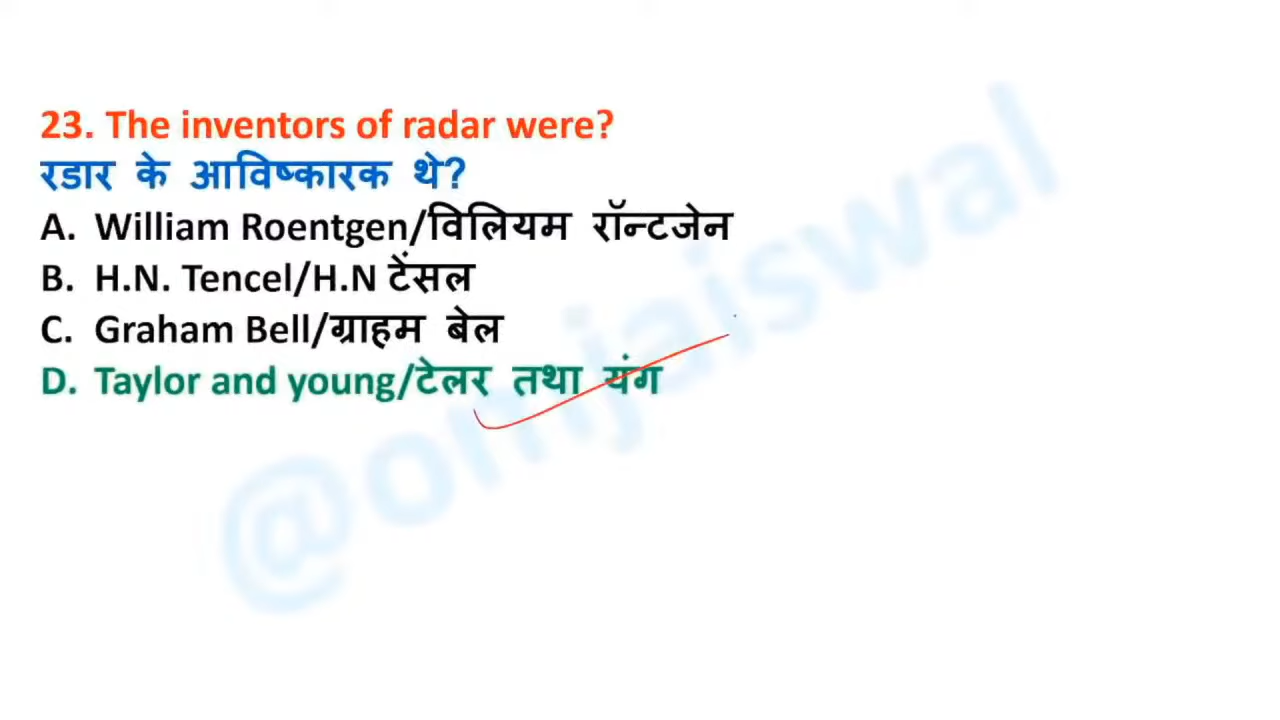 23. The inventors of radar were?
रडार के आविष्कारक थे?
A. William Roentgen/विलियम रॉन्टजेन
B. H.N. Tencel/H.N टेंसल
C. Graham Bell/ग्राहम बेल
D. Taylor and young/टेलर तथा यंग
@omjaiswal